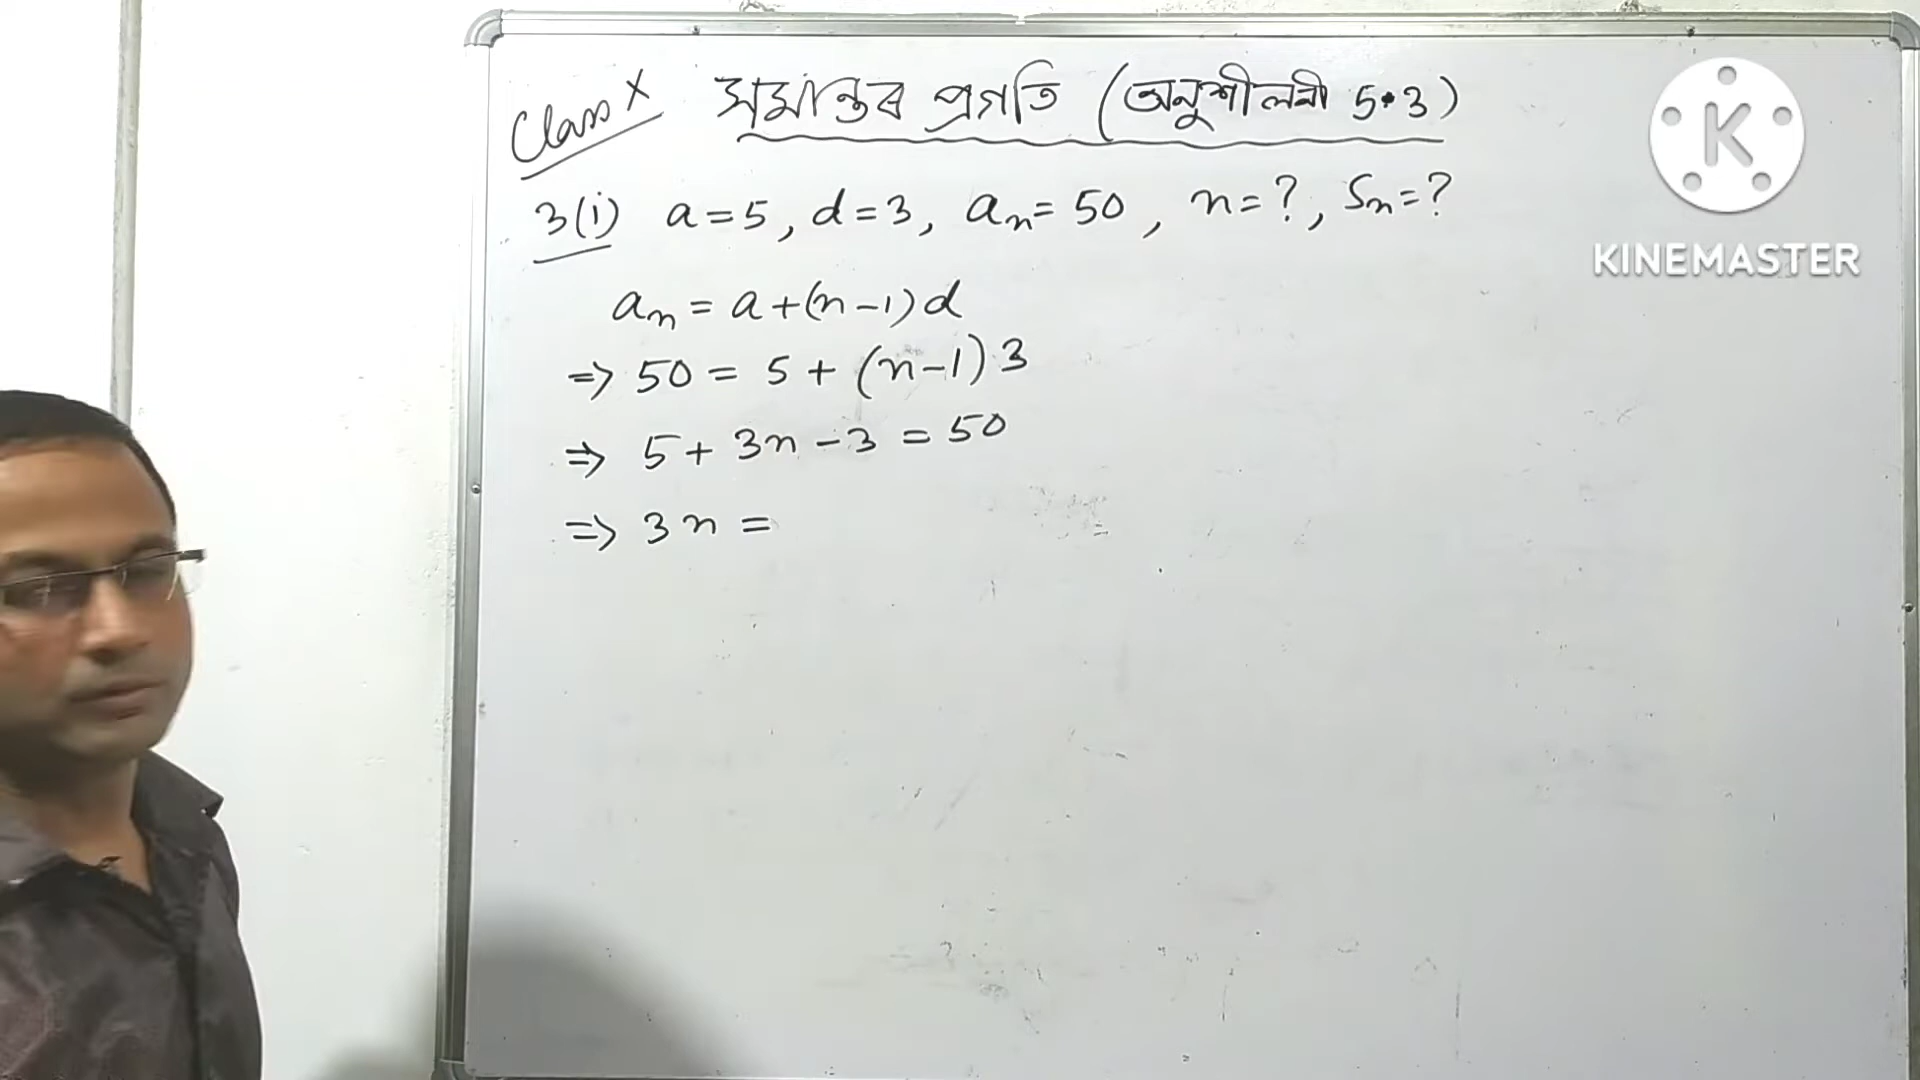 Class X সমান্তৰ প্ৰগতি (অনুশীলনী 5.3)
3(i) a = 5, d = 3, aₙ = 50, n = ?, Sₙ = ?
aₙ = a + (n - 1) d
⇒ 50 = 5 + (n - 1) 3
⇒ 5 + 3n - 3 = 50
⇒ 3n =
K
KINEMASTER